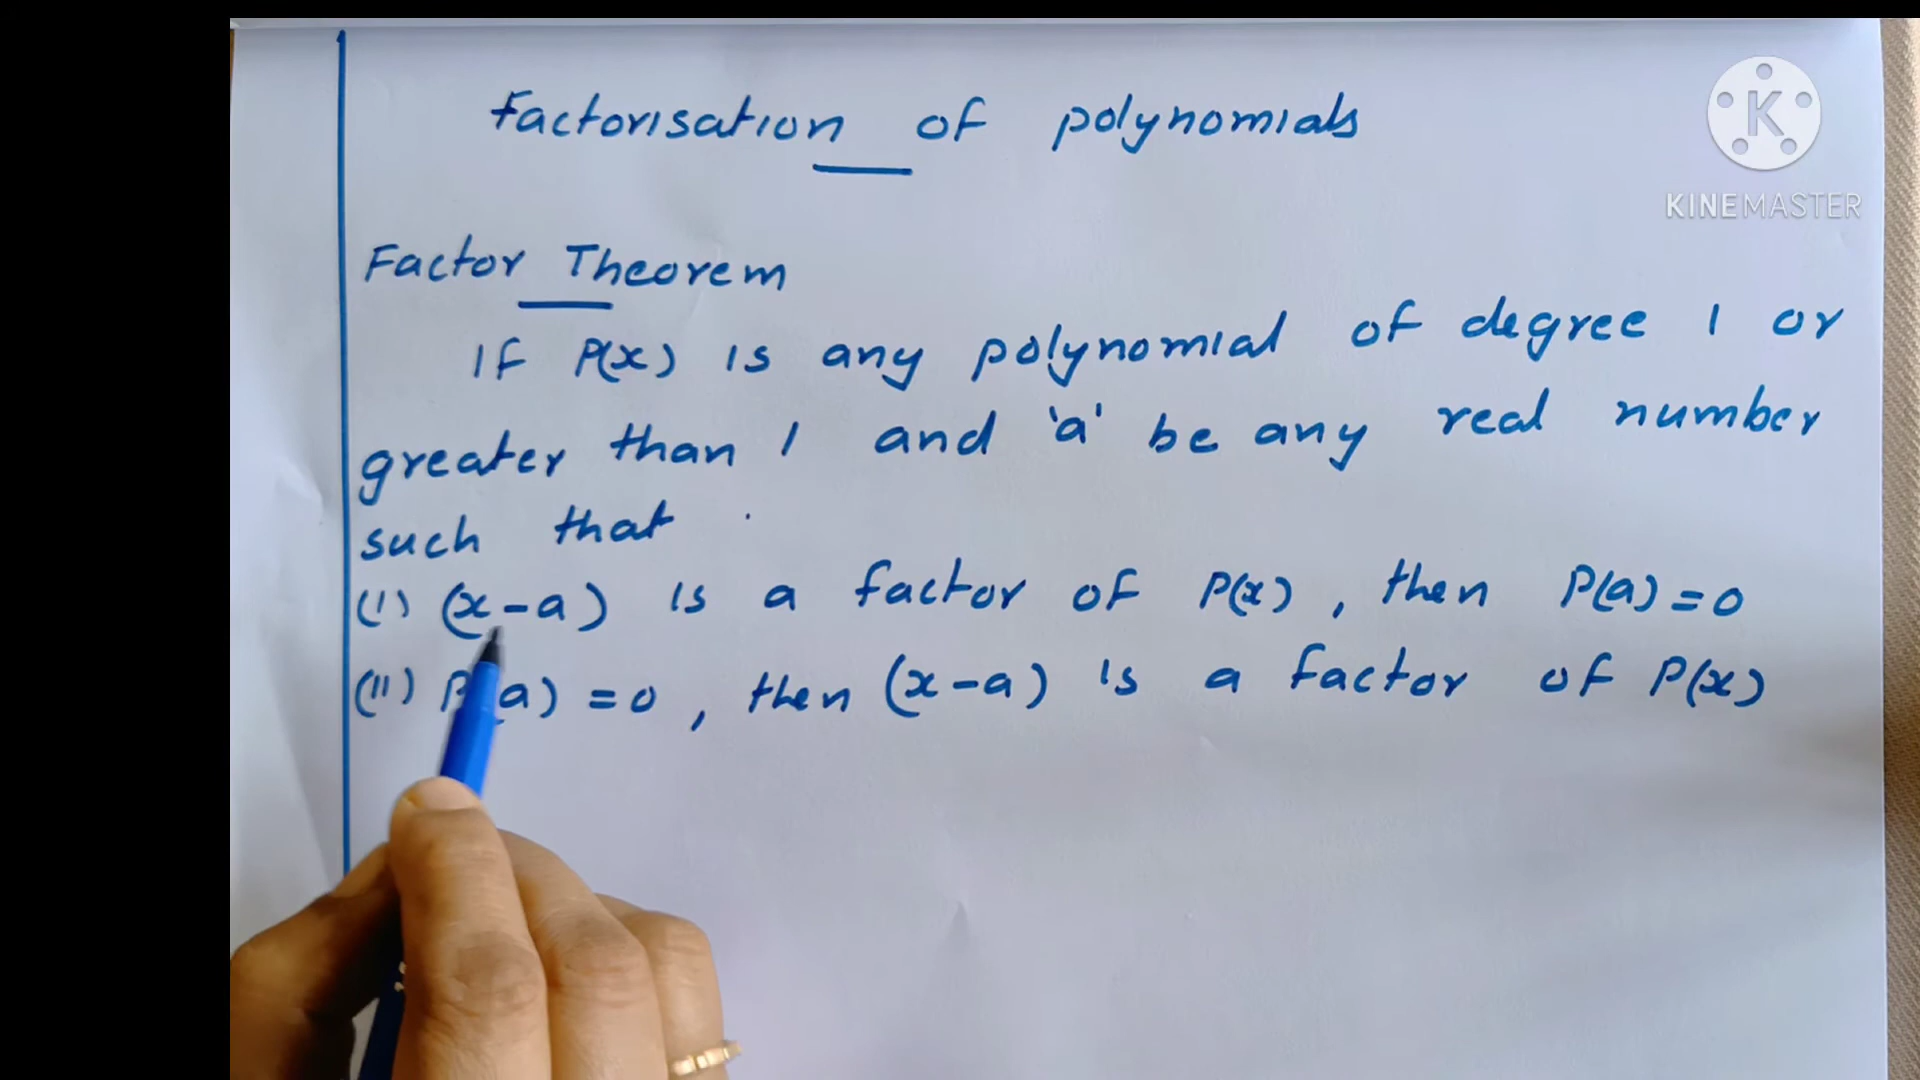 Factorisation of polynomials
K
KINEMASTER
Factor Theorem
If P(x) is any polynomial of degree 1 or
greater than 1 and 'a' be any real number
such that
(i) (x-a) is a factor of P(x), then P(a)=0
(ii) P(a) =0, then (x-a) is a factor of P(x)